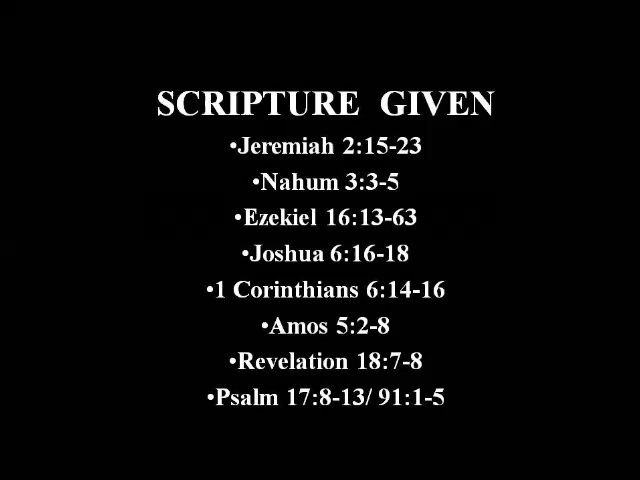 SCRIPTURE GIVEN
•Jeremiah 2:15-23
•Nahum 3:3-5
•Ezekiel 16:13-63
•Joshua 6:16-18
•1 Corinthians 6:14-16
•Amos 5:2-8
•Revelation 18:7-8
•Psalm 17:8-13/ 91:1-5